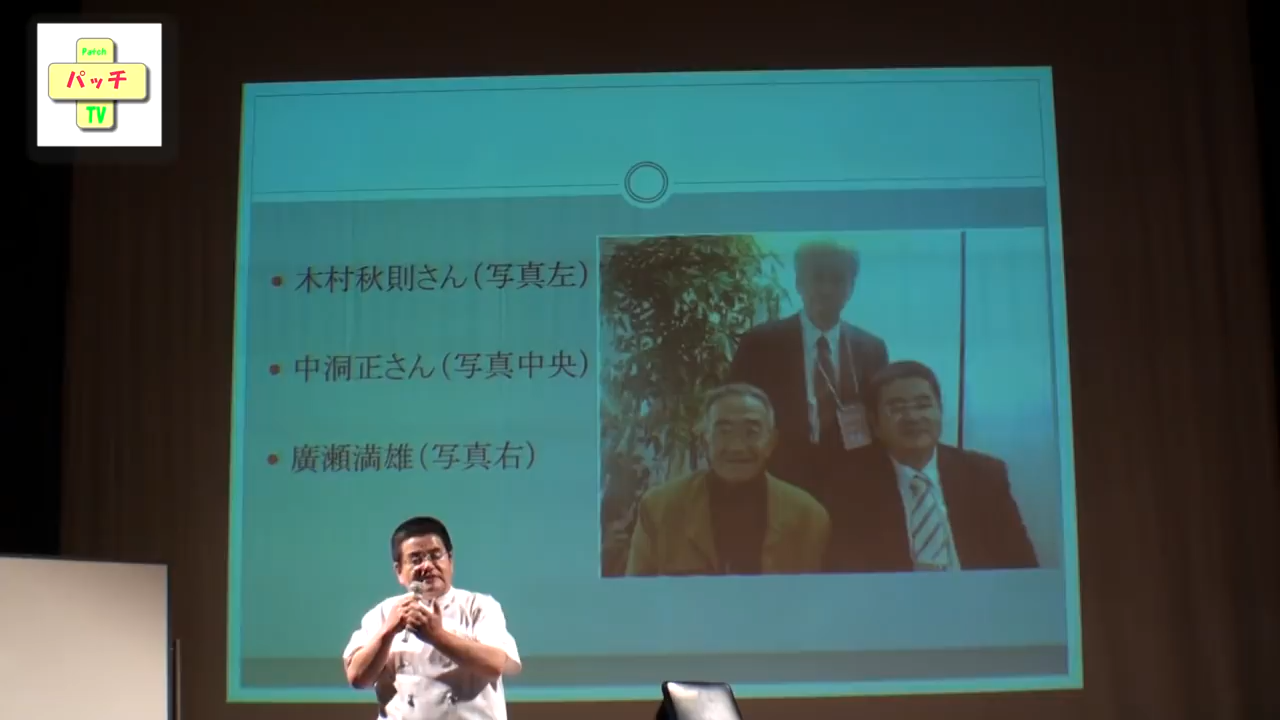 Patch
パッチ
TV
• 木村秋則さん(写真左)
• 中洞正さん(写真中央)
• 廣瀬満雄(写真右)